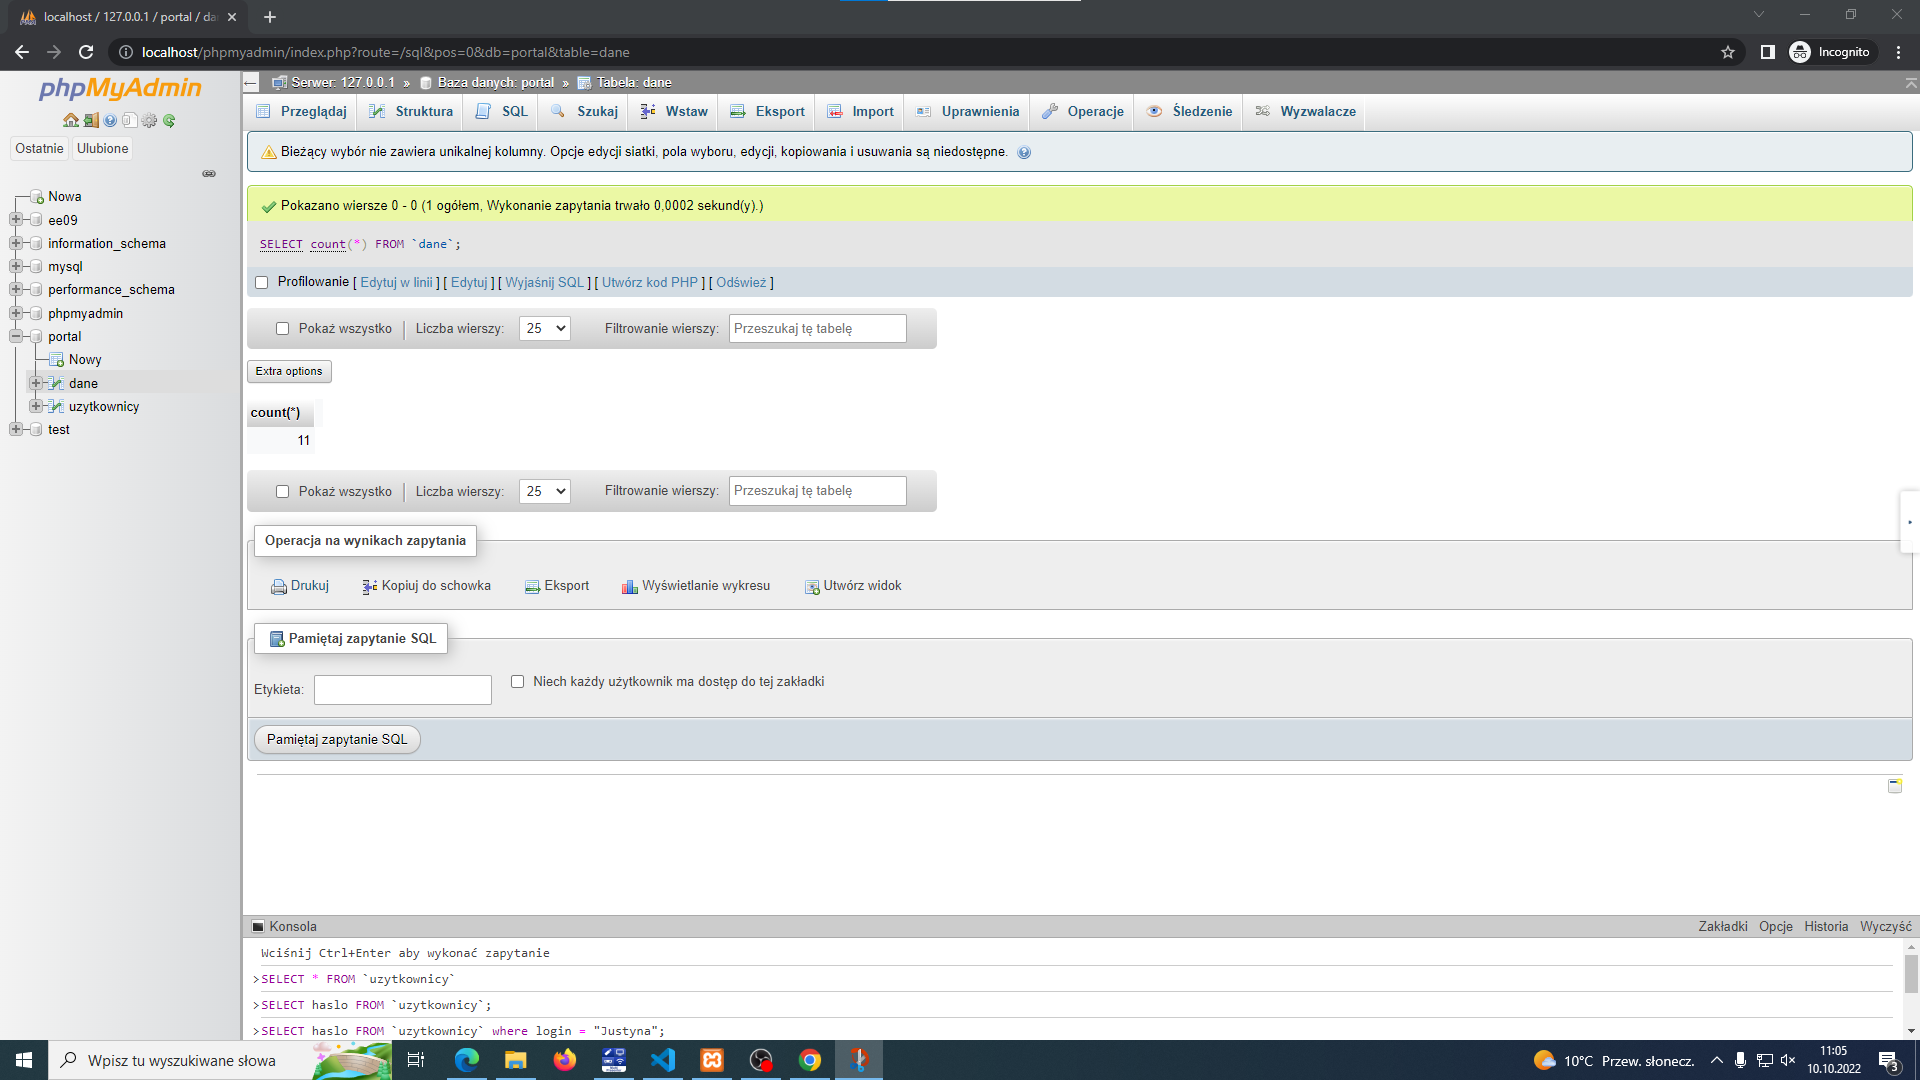 localhost / 127.0.0.1 / portal / da
localhost/phpmyadmin/index.php?route=/sql&pos=0&db=portal&table=dane
Incognito
phpMyAdmin
Ostatnie
Ulubione
Nowa
ee09
information_schema
mysql
performance_schema
phpmyadmin
portal
Nowy
dane
uzytkownicy
test
Serwer: 127.0.0.1 » Baza danych: portal » Tabela: dane
Przeglądaj
Struktura
SQL
Szukaj
Wstaw
Eksport
Import
Uprawnienia
Operacje
Śledzenie
Wyzwalacze
Bieżący wybór nie zawiera unikalnej kolumny. Opcje edycji siatki, pola wyboru, edycji, kopiowania i usuwania są niedostępne.
Pokazano wiersze 0 - 0 (1 ogółem, Wykonanie zapytania trwało 0,0002 sekund(y).)
SELECT count(*) FROM `dane`;
Profilowanie [ Edytuj w linii ] [ Edytuj ] [ Wyjaśnij SQL ] [ Utwórz kod PHP ] [ Odśwież ]
Pokaż wszystko | Liczba wierszy: 25 Filtrowanie wierszy: Przeszukaj tę tabelę
Extra options
count(*)
11
Pokaż wszystko | Liczba wierszy: 25 Filtrowanie wierszy: Przeszukaj tę tabelę
Operacja na wynikach zapytania
Drukuj
Kopiuj do schowka
Eksport
Wyświetlanie wykresu
Utwórz widok
Pamiętaj zapytanie SQL
Etykieta:
Niech każdy użytkownik ma dostęp do tej zakładki
Pamiętaj zapytanie SQL
Konsola
Zakładki
Opcje
Historia
Wyczyść
Wciśnij Ctrl+Enter aby wykonać zapytanie
>SELECT * FROM `uzytkownicy`
>SELECT haslo FROM `uzytkownicy`;
>SELECT haslo FROM `uzytkownicy` where login = "Justyna";
Wpisz tu wyszukiwane słowa
10°C Przew. słonecz.
11:05
10.10.2022
3